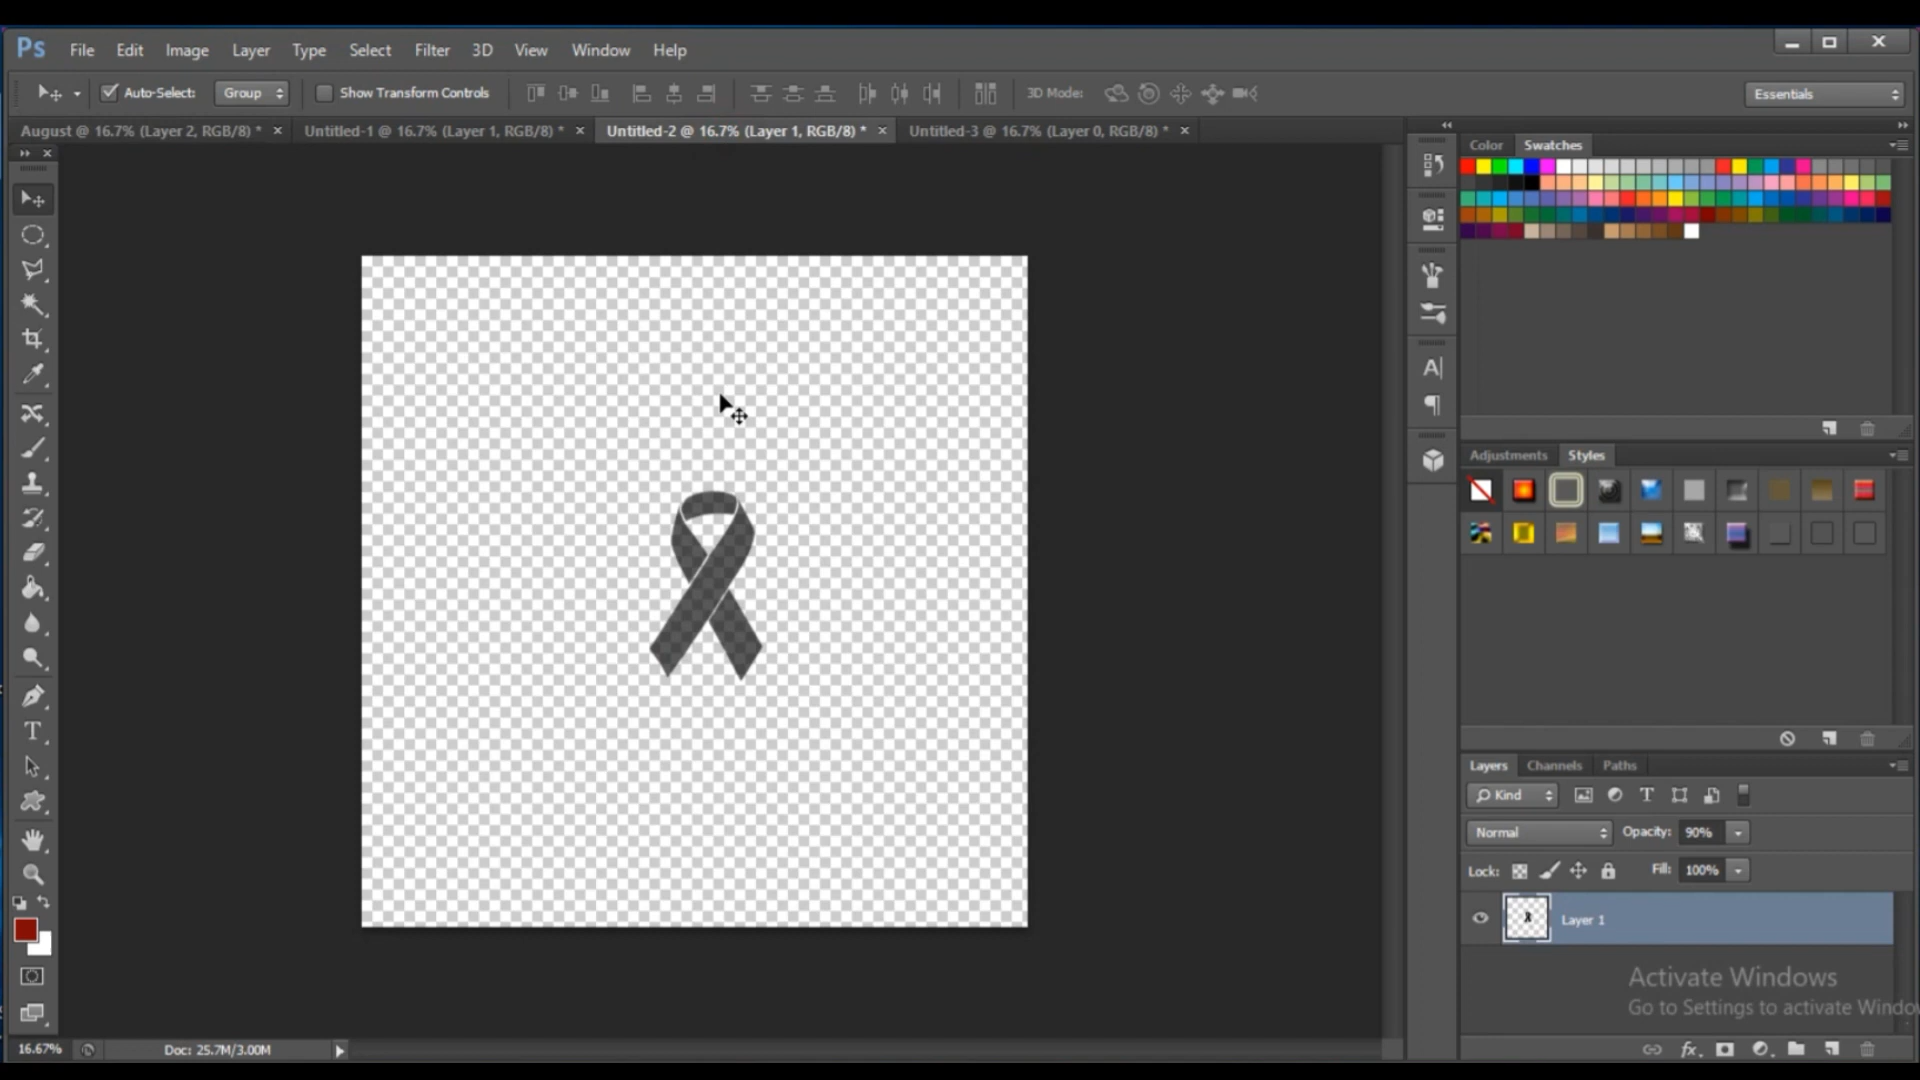 Ps File Edit Image Layer Type Select Filter 3D View Window Help
Auto-Select: Group Show Transform Controls 3D Mode: Essentials
August @ 16.7% (Layer 2, RGB/8) * × Untitled-1 @ 16.7% (Layer 1, RGB/8) * × Untitled-2 @ 16.7% (Layer 1, RGB/8) * × Untitled-3 @ 16.7% (Layer 0, RGB/8) * ×
Color Swatches
Adjustments Styles
Layers Channels Paths
Kind
Normal Opacity: 90%
Lock: Fill: 100%
Layer 1
Activate Windows
Go to Settings to activate Windo
16.67% Doc: 25.7M/3.00M